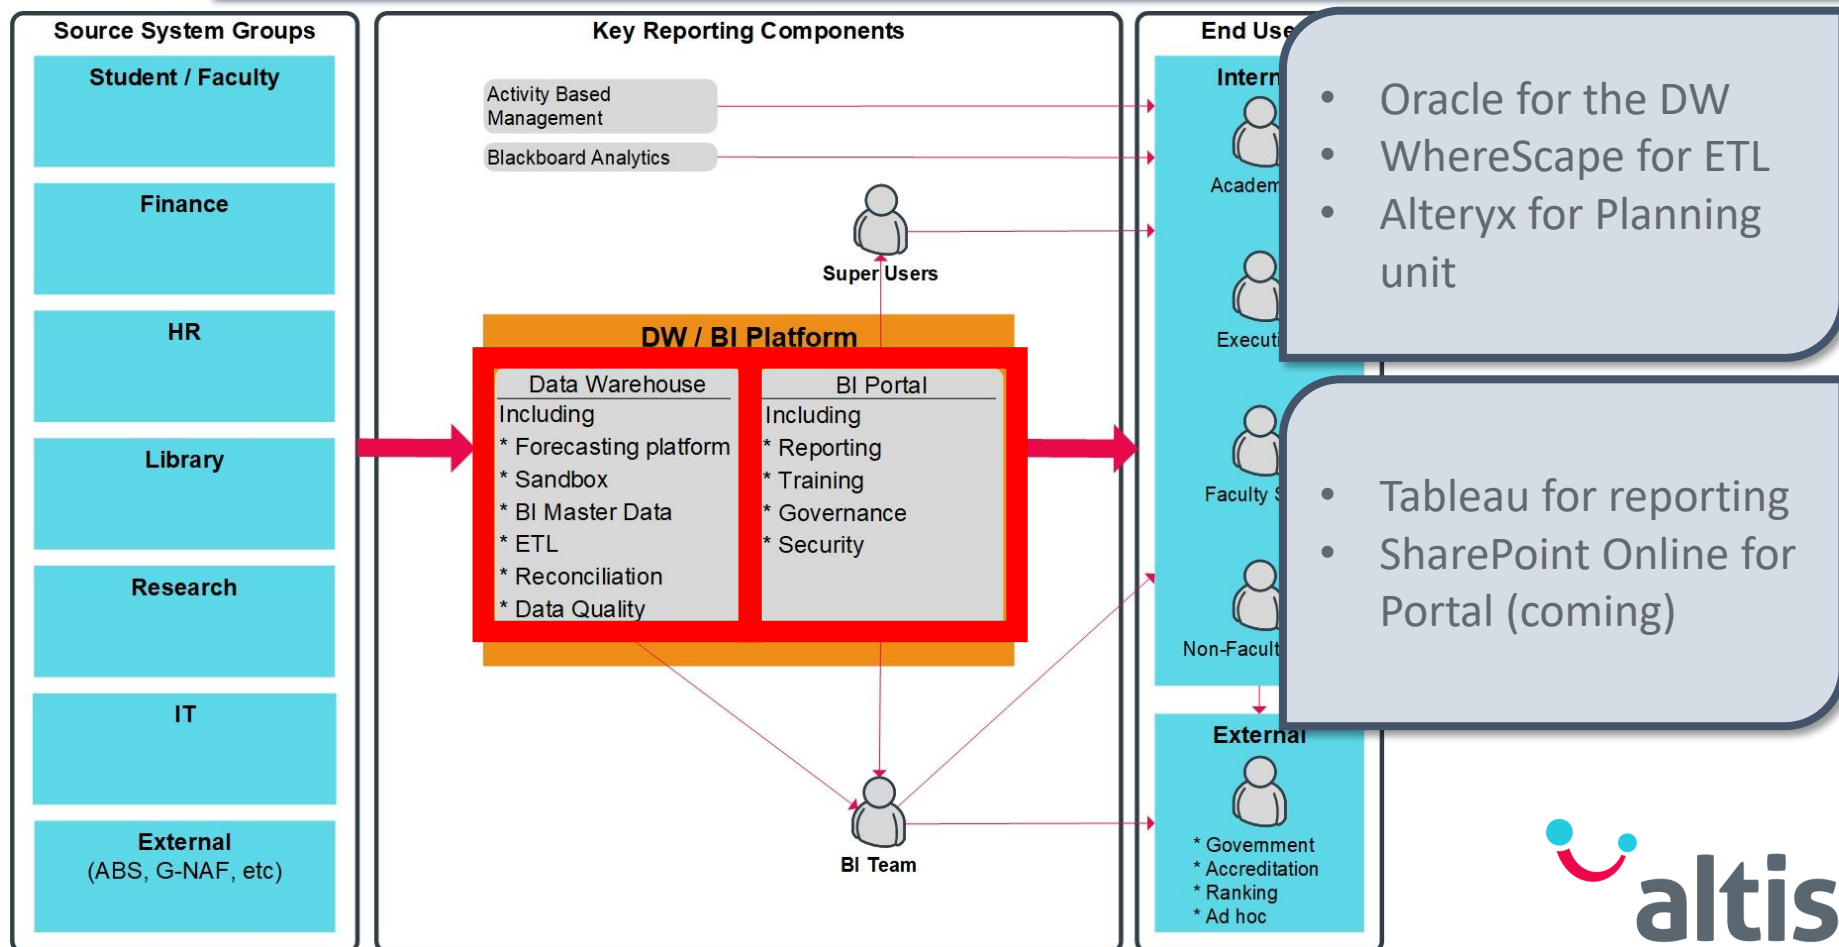 Source System Groups
Student / Faculty
Finance
HR
Library
Research
IT
External
(ABS, G-NAF, etc)
Key Reporting Components
Activity Based
Management
Blackboard Analytics
Super Users
DW / BI Platform
Data Warehouse
Including
* Forecasting platform
* Sandbox
* BI Master Data
* ETL
* Reconciliation
* Data Quality
BI Portal
Including
* Reporting
* Training
* Governance
* Security
BI Team
End Use
Intern
Academ
Executi
Faculty S
Non-Facult
External
* Government
* Accreditation
* Ranking
* Ad hoc
• Oracle for the DW
• WhereScape for ETL
• Alteryx for Planning
unit
• Tableau for reporting
• SharePoint Online for
Portal (coming)
altis